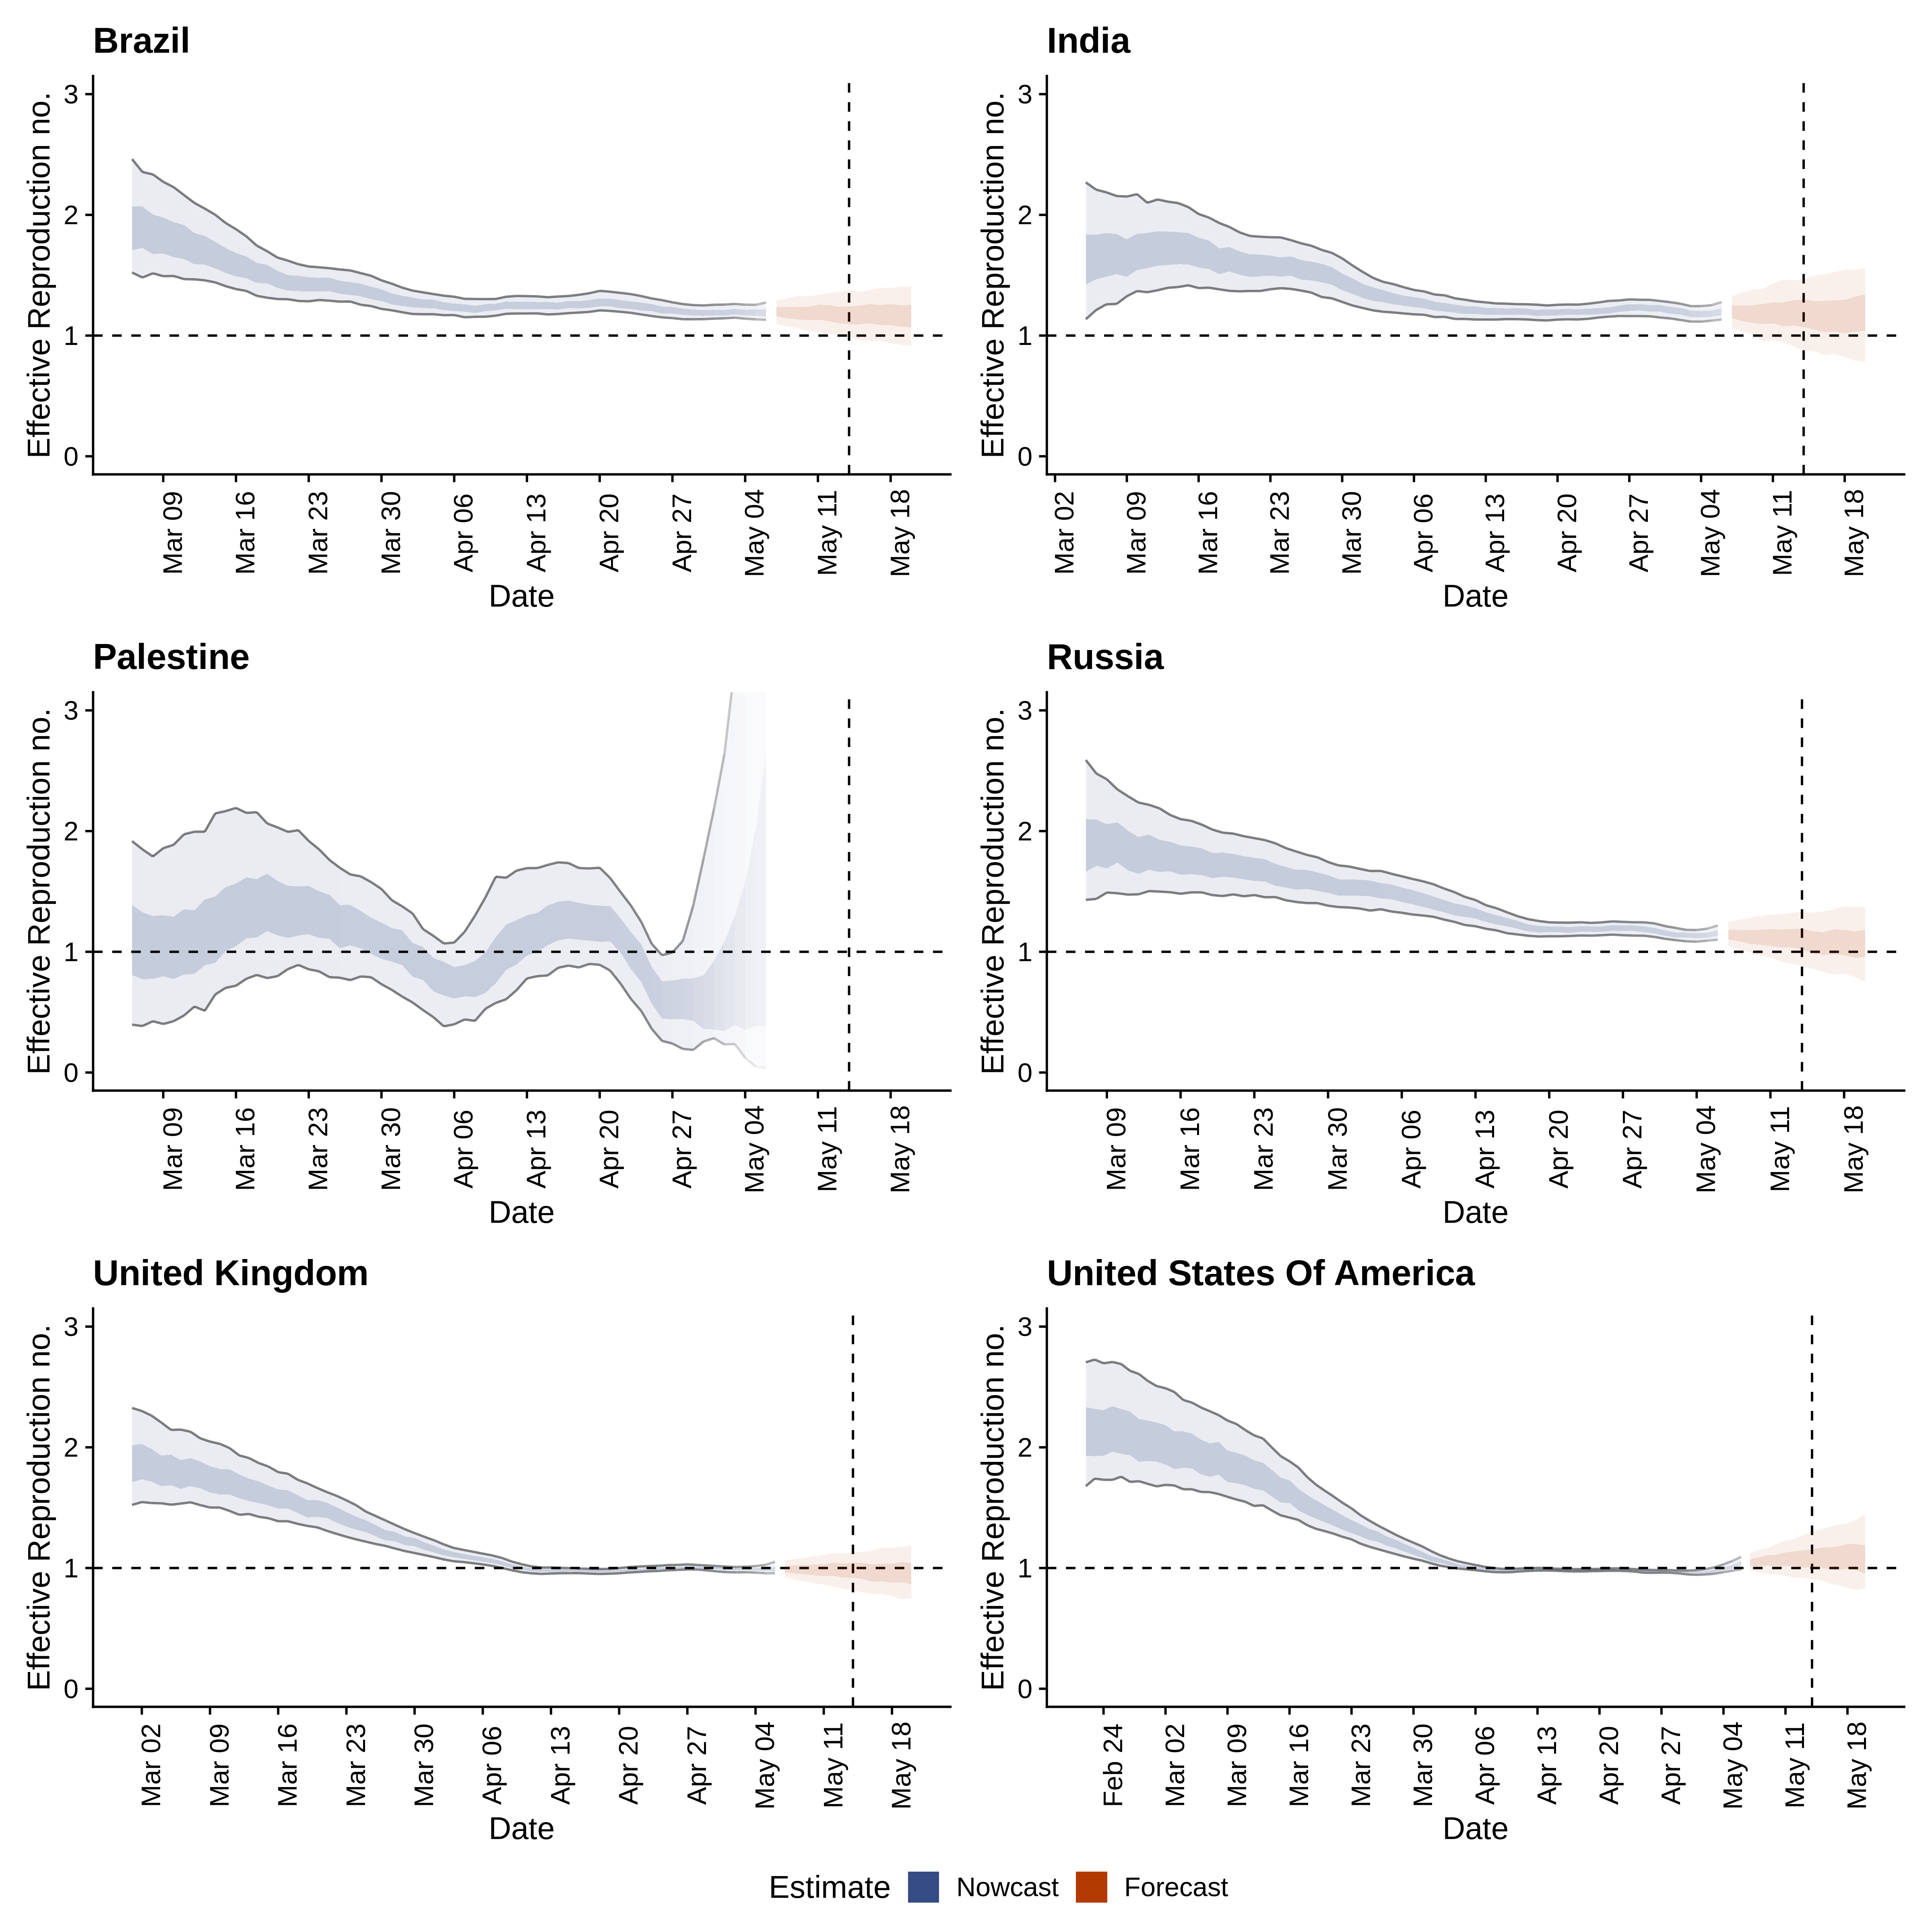 Brazil
Effective Reproduction no.
3
2
1
0
Mar 09
Mar 16
Mar 23
Mar 30
Apr 06
Apr 13
Apr 20
Apr 27
May 04
May 11
May 18
Date
India
Effective Reproduction no.
3
2
1
0
Mar 02
Mar 09
Mar 16
Mar 23
Mar 30
Apr 06
Apr 13
Apr 20
Apr 27
May 04
May 11
May 18
Date
Palestine
Effective Reproduction no.
3
2
1
0
Mar 09
Mar 16
Mar 23
Mar 30
Apr 06
Apr 13
Apr 20
Apr 27
May 04
May 11
May 18
Date
Russia
Effective Reproduction no.
3
2
1
0
Mar 09
Mar 16
Mar 23
Mar 30
Apr 06
Apr 13
Apr 20
Apr 27
May 04
May 11
May 18
Date
United Kingdom
Effective Reproduction no.
3
2
1
0
Mar 02
Mar 09
Mar 16
Mar 23
Mar 30
Apr 06
Apr 13
Apr 20
Apr 27
May 04
May 11
May 18
Date
United States Of America
Effective Reproduction no.
3
2
1
0
Feb 24
Mar 02
Mar 09
Mar 16
Mar 23
Mar 30
Apr 06
Apr 13
Apr 20
Apr 27
May 04
May 11
May 18
Date
Estimate Nowcast Forecast